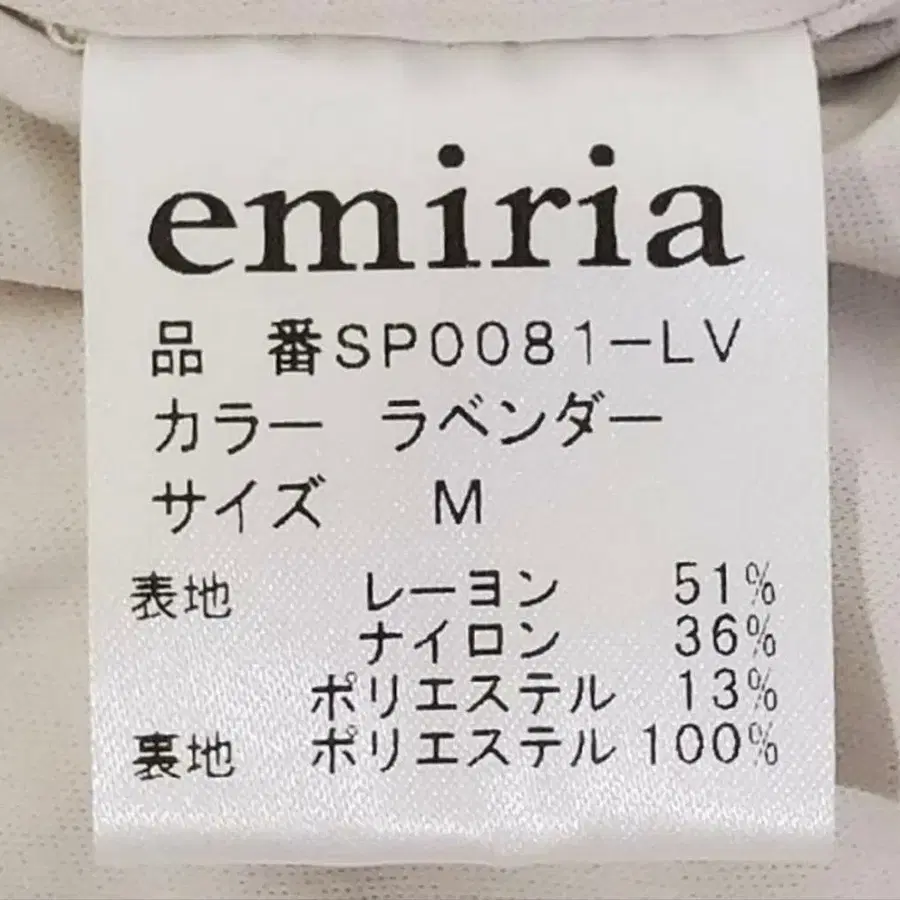 emiria
品　番SP0081-LV
カラー　ラベンダー
サイズ　M
表地　レーヨン　51%
ナイロン　36%
ポリエステル　13%
裏地　ポリエステル　100%